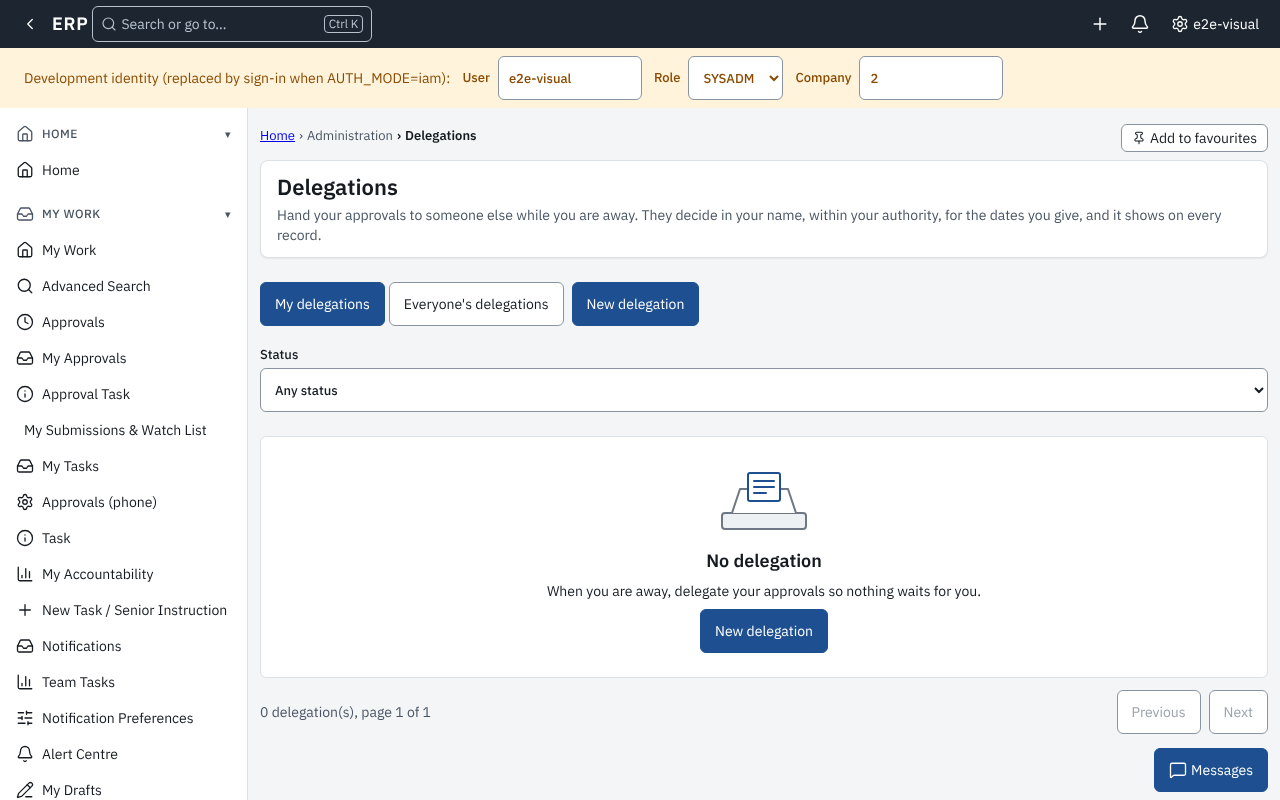 ERP
Search or go to...
Ctrl K
e2e-visual
Development identity (replaced by sign-in when AUTH_MODE=iam):
User
e2e-visual
Role
SYSADM
Company
2
HOME
Home
MY WORK
My Work
Advanced Search
Approvals
My Approvals
Approval Task
My Submissions & Watch List
My Tasks
Approvals (phone)
Task
My Accountability
New Task / Senior Instruction
Notifications
Team Tasks
Notification Preferences
Alert Centre
My Drafts
Home › Administration › Delegations
Add to favourites
Delegations
Hand your approvals to someone else while you are away. They decide in your name, within your authority, for the dates you give, and it shows on every
record.
My delegations
Everyone's delegations
New delegation
Status
Any status
No delegation
When you are away, delegate your approvals so nothing waits for you.
New delegation
0 delegation(s), page 1 of 1
Previous
Next
Messages